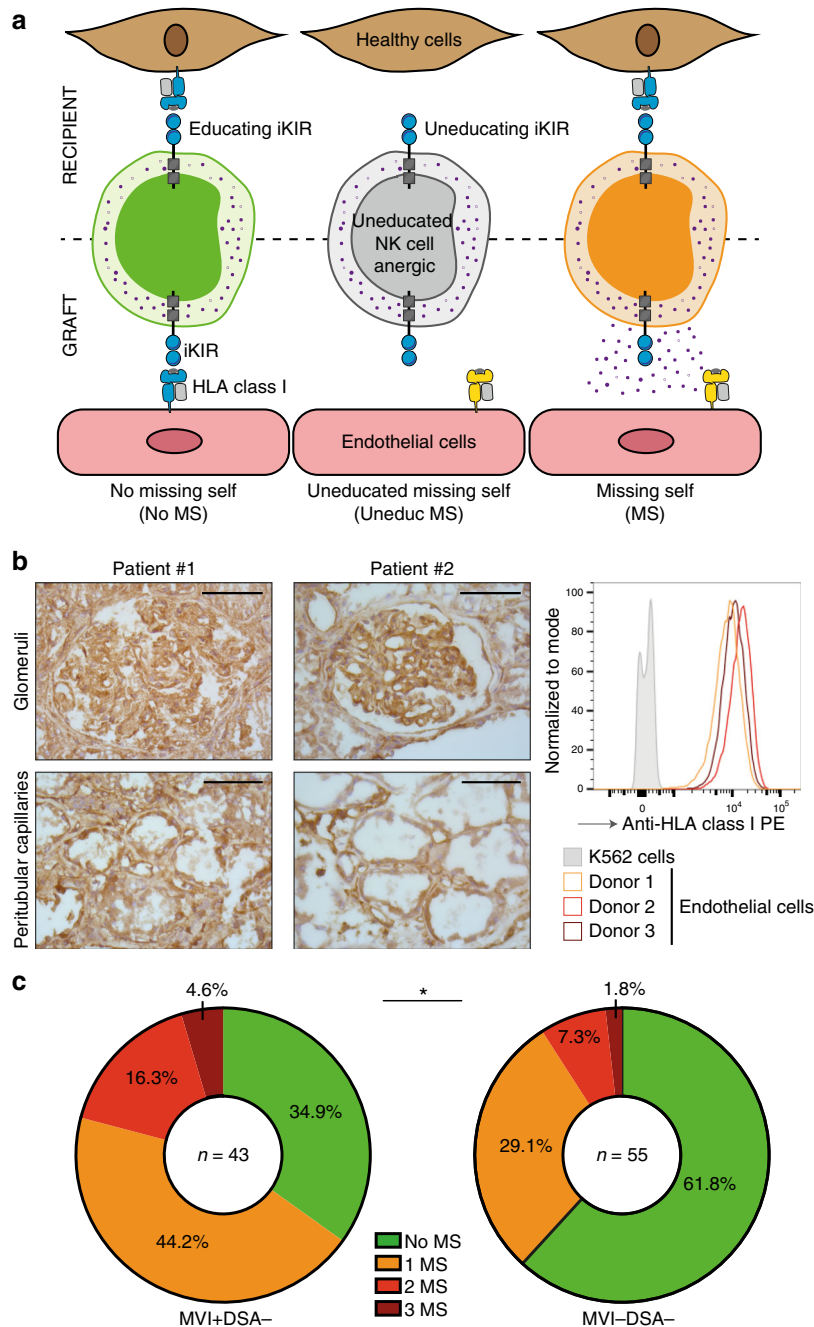 a
Healthy cells
RECIPIENT
Educating iKIR
Uneducating iKIR
Uneducated
NK cell
anergic
GRAFT
iKIR
HLA class I
Endothelial cells
No missing self
(No MS)
Uneducated missing self
(Uneduc MS)
Missing self
(MS)
b
Patient #1
Patient #2
Glomeruli
Peritubular capillaries
Normalized to mode
100
80
60
40
20
0
0
10⁴
10⁵
Anti-HLA class I PE
K562 cells
Donor 1
Donor 2
Donor 3
Endothelial cells
c
4.6%
16.3%
34.9%
n = 43
44.2%
MVI+DSA–
*
1.8%
7.3%
29.1%
n = 55
61.8%
MVI–DSA–
No MS
1 MS
2 MS
3 MS